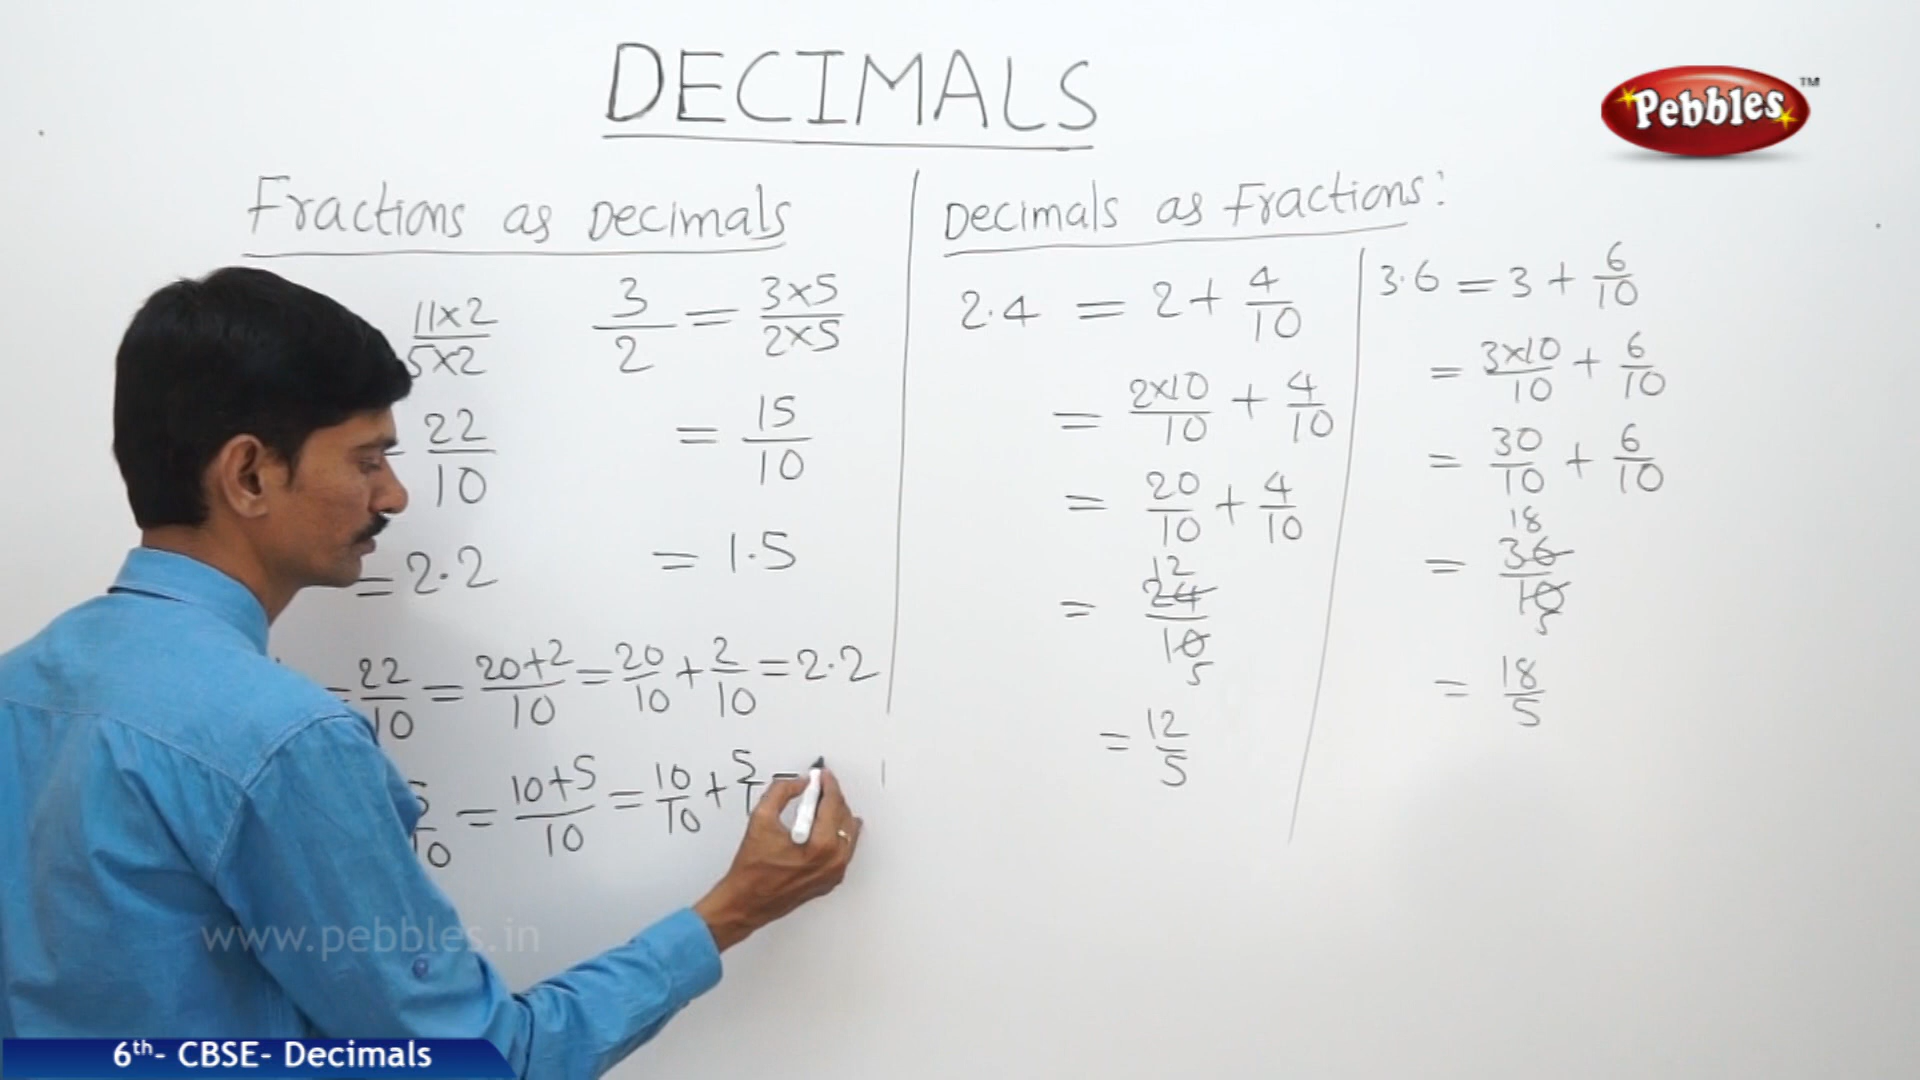 DECIMALS
Pebbles™
Fractions as Decimals
11×2/5×2
= 22/10
= 2.2
3/2 = 3×5/2×5
= 15/10
= 1.5
= 22/10 = 20+2/10 = 20/10 + 2/10 = 2.2
= 10+5/10 = 10/10 + 5/
Decimals as Fractions:
2.4 = 2 + 4/10
= 2×10/10 + 4/10
= 20/10 + 4/10
12
= 24/10
5
= 12/5
3.6 = 3 + 6/10
= 3×10/10 + 6/10
= 30/10 + 6/10
18
= 36/10
5
= 18/5
www.pebbles.in
6th- CBSE- Decimals